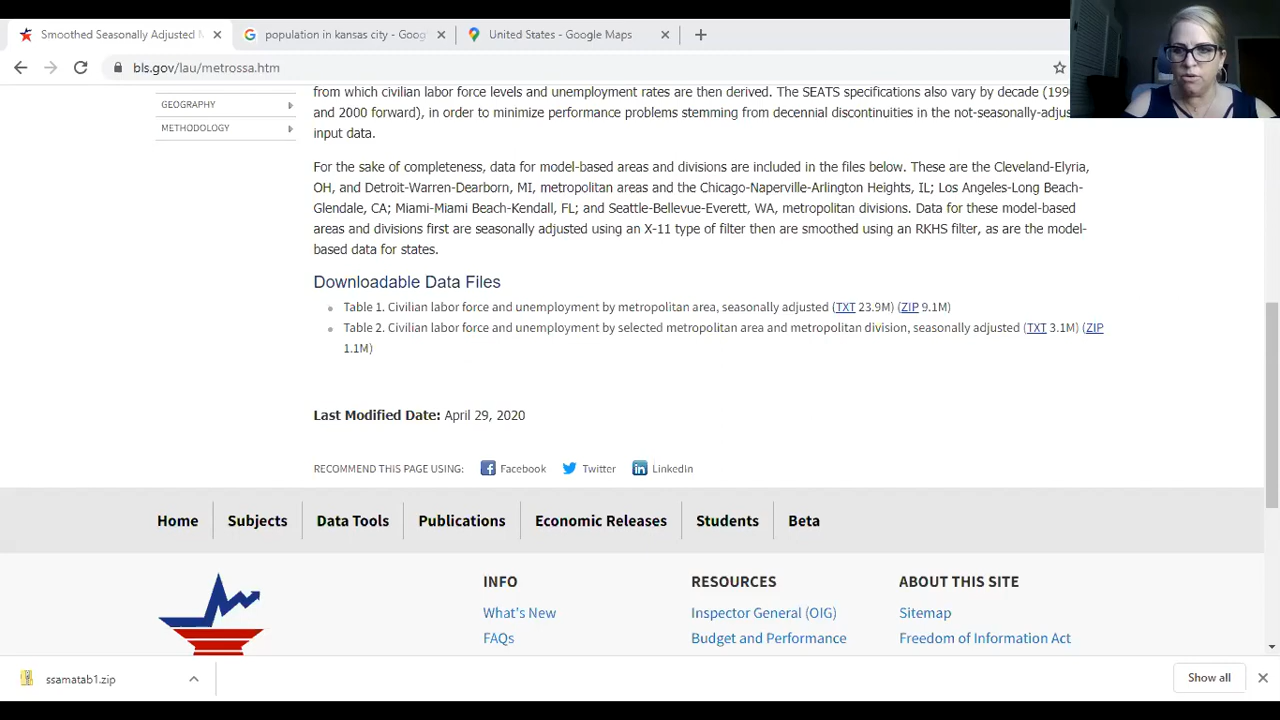 Smoothed Seasonally Adjusted M
population in kansas city - Goog
United States - Google Maps
bls.gov/lau/metrossa.htm
GEOGRAPHY
METHODOLOGY
from which civilian labor force levels and unemployment rates are then derived. The SEATS specifications also vary by decade (199
and 2000 forward), in order to minimize performance problems stemming from decennial discontinuities in the not-seasonally-adjus
input data.
For the sake of completeness, data for model-based areas and divisions are included in the files below. These are the Cleveland-Elyria,
OH, and Detroit-Warren-Dearborn, MI, metropolitan areas and the Chicago-Naperville-Arlington Heights, IL; Los Angeles-Long Beach-
Glendale, CA; Miami-Miami Beach-Kendall, FL; and Seattle-Bellevue-Everett, WA, metropolitan divisions. Data for these model-based
areas and divisions first are seasonally adjusted using an X-11 type of filter then are smoothed using an RKHS filter, as are the model-
based data for states.
Downloadable Data Files
Table 1. Civilian labor force and unemployment by metropolitan area, seasonally adjusted (TXT 23.9M) (ZIP 9.1M)
Table 2. Civilian labor force and unemployment by selected metropolitan area and metropolitan division, seasonally adjusted (TXT 3.1M) (ZIP
1.1M)
Last Modified Date: April 29, 2020
RECOMMEND THIS PAGE USING: Facebook Twitter LinkedIn
Home Subjects Data Tools Publications Economic Releases Students Beta
INFO RESOURCES ABOUT THIS SITE
What's New Inspector General (OIG) Sitemap
FAQs Budget and Performance Freedom of Information Act
ssamatab1.zip
Show all